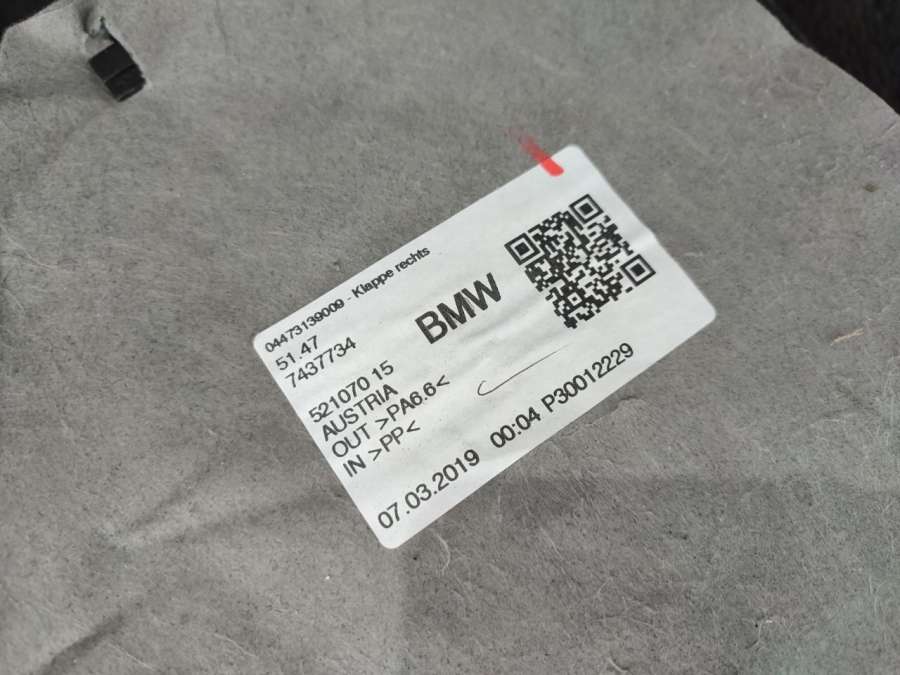 04473139009 - Klappe rechts
51.47
7437734
BMW
521070 15
AUSTRIA
OUT >PA6.6<
IN >PP<
07.03.2019 00:04 P30012229